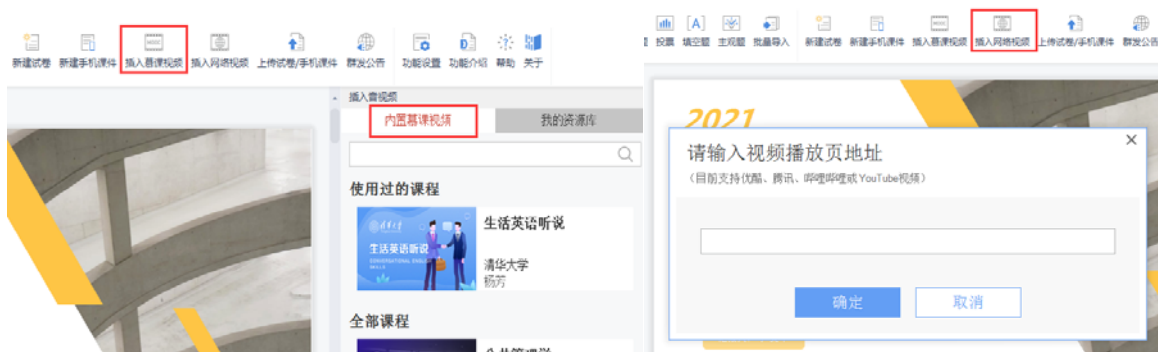 新建试卷 新建手机课件 插入慕课视频 插入网络视频 上传试卷/手机课件 群发公告 功能设置 功能介绍 帮助 关于
插入音视频
内置慕课视频 我的资源库
使用过的课程
生活英语听说
生活英语听说
清华大学
杨芳
全部课程
投票 填空题 主观题 批量导入 新建试卷 新建手机课件 插入慕课视频 插入网络视频 上传试卷/手机课件 群发公告
2021
请输入视频播放页地址
（目前支持优酷、腾讯、哔哩哔哩或YouTube视频）
确定 取消